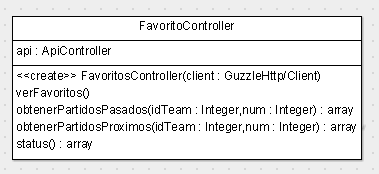 FavoritoController
api : ApiController
<<create>> FavoritosController(client : GuzzleHttp/Client)
verFavoritos()
obtenerPartidosPasados(idTeam : Integer,num : Integer) : array
obtenerPartidosProximos(idTeam : Integer,num : Integer) : array
status() : array